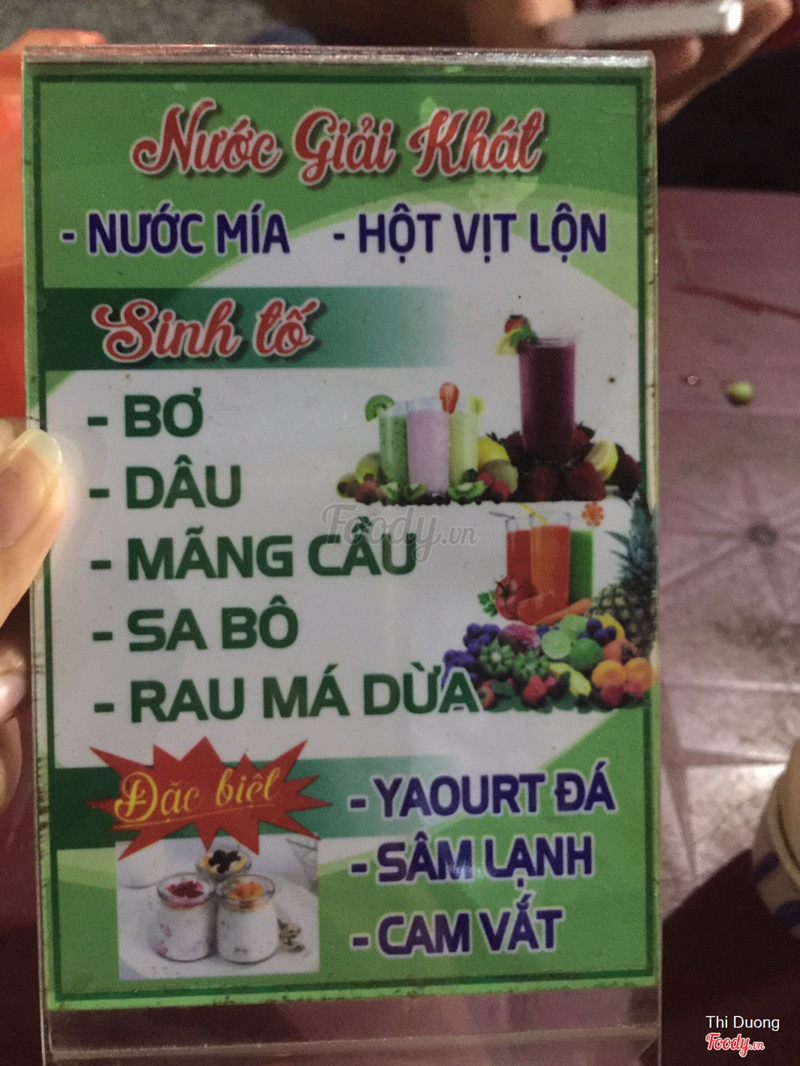 Nước Giải Khát
- NƯỚC MÍA - HỘT VỊT LỘN
Sinh tố
- BƠ
- DÂU
- MÃNG CẦU
- SA BÔ
- RAU MÁ DỪA
Foody.vn
Đặc biệt
- YAOURT ĐÁ
- SÂM LẠNH
- CAM VẮT
Thi Duong
Foody.vn